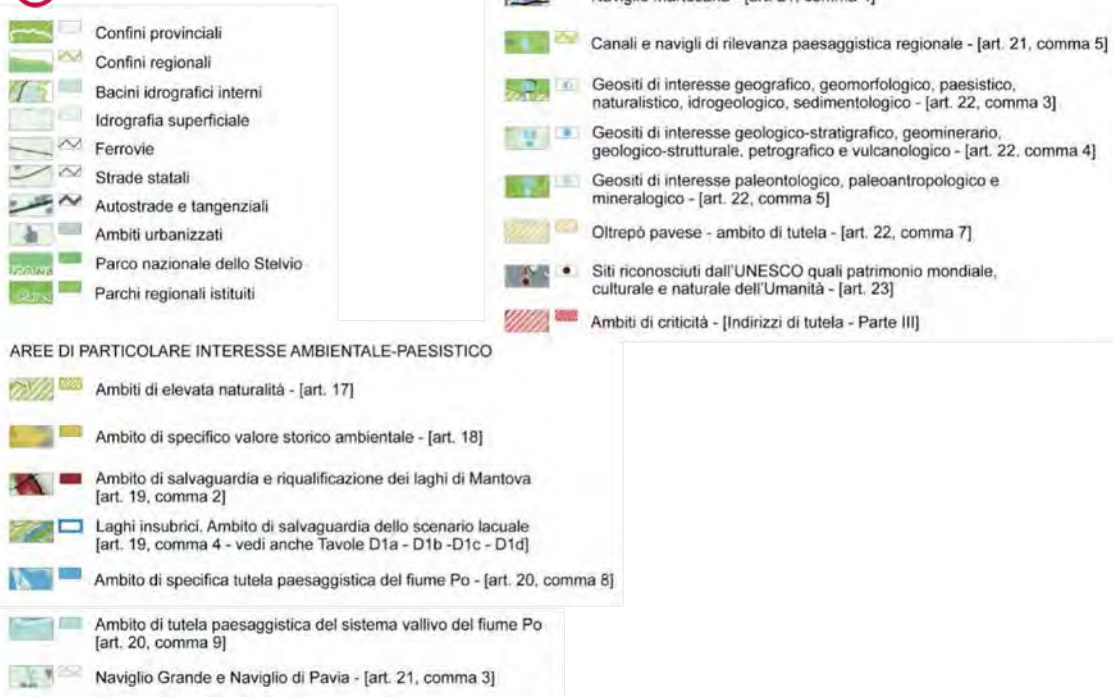 Confini provinciali
Confini regionali
Bacini idrografici interni
Idrografia superficiale
Ferrovie
Strade statali
Autostrade e tangenziali
Ambiti urbanizzati
Parco nazionale dello Stelvio
Parchi regionali istituiti
AREE DI PARTICOLARE INTERESSE AMBIENTALE-PAESISTICO
Ambiti di elevata naturalità - [art. 17]
Ambito di specifico valore storico ambientale - [art. 18]
Ambito di salvaguardia e riqualificazione dei laghi di Mantova
[art. 19, comma 2]
Laghi insubrici. Ambito di salvaguardia dello scenario lacuale
[art. 19, comma 4 - vedi anche Tavole D1a - D1b -D1c - D1d]
Ambito di specifica tutela paesaggistica del fiume Po - [art. 20, comma 8]
Ambito di tutela paesaggistica del sistema vallivo del fiume Po
[art. 20, comma 9]
Naviglio Grande e Naviglio di Pavia - [art. 21, comma 3]
Naviglio Martesana - [art. 21, comma 4]
Canali e navigli di rilevanza paesaggistica regionale - [art. 21, comma 5]
Geositi di interesse geografico, geomorfologico, paesistico,
naturalistico, idrogeologico, sedimentologico - [art. 22, comma 3]
Geositi di interesse geologico-stratigrafico, geominerario,
geologico-strutturale, petrografico e vulcanologico - [art. 22, comma 4]
Geositi di interesse paleontologico, paleoantropologico e
mineralogico - [art. 22, comma 5]
Oltrepò pavese - ambito di tutela - [art. 22, comma 7]
Siti riconosciuti dall'UNESCO quali patrimonio mondiale,
culturale e naturale dell'Umanità - [art. 23]
Ambiti di criticità - [Indirizzi di tutela - Parte III]